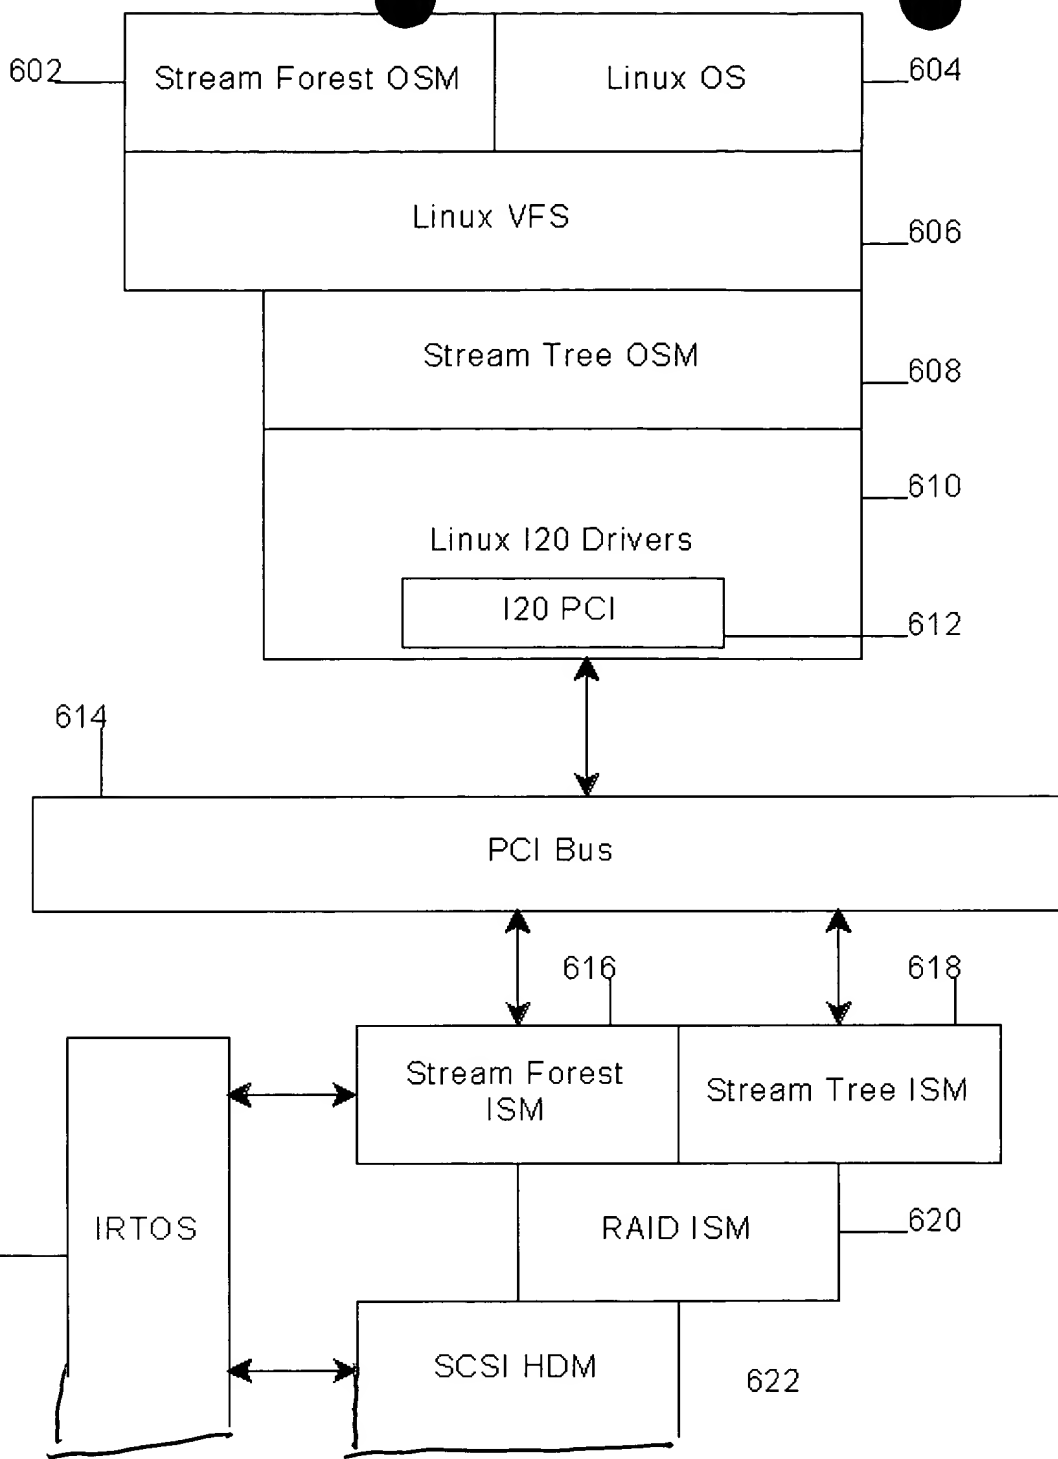 602
Stream Forest OSM
Linux OS
604
Linux VFS
606
Stream Tree OSM
608
610
Linux I20 Drivers
I20 PCI
612
614
PCI Bus
616
618
Stream Forest
ISM
Stream Tree ISM
IRTOS
RAID ISM
620
SCSI HDM
622